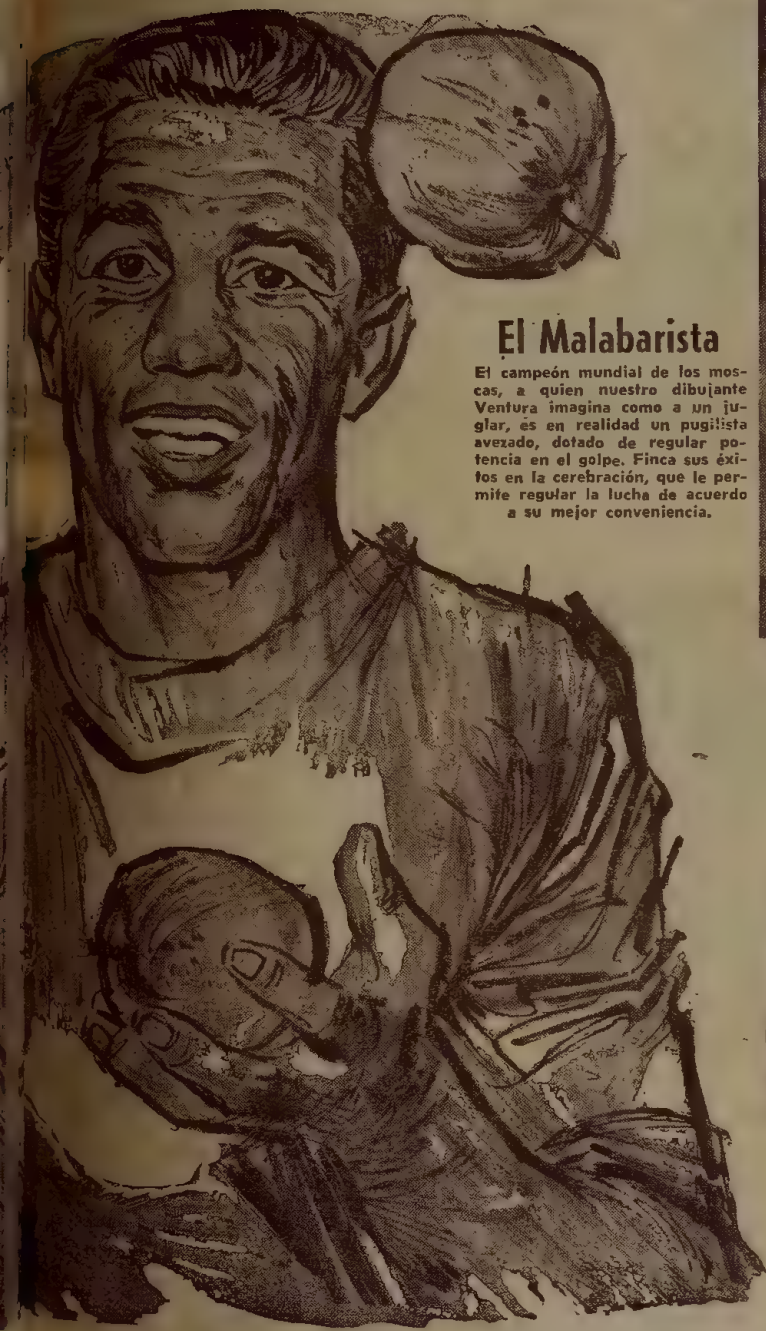 El Malabarista
El campeón mundial de los mos-
cas, a quien nuestro dibujante
Ventura imagina como a un ju-
glar, es en realidad un pugilista
avezado, dotado de regular po-
tencia en el golpe. Finca sus éxi-
tos en la cerebración, que le per-
mite regular la lucha de acuerdo
a su mejor conveniencia.